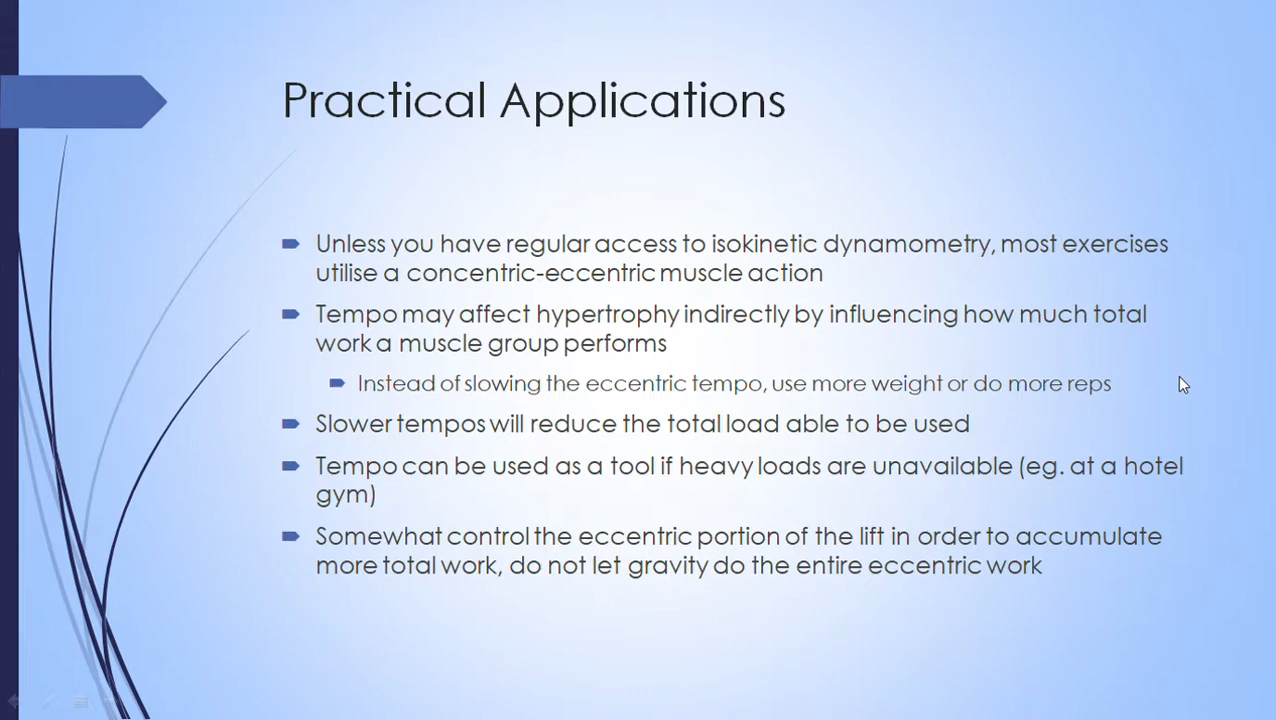 Practical Applications
Unless you have regular access to isokinetic dynamometry, most exercises
utilise a concentric-eccentric muscle action
Tempo may affect hypertrophy indirectly by influencing how much total
work a muscle group performs
Instead of slowing the eccentric tempo, use more weight or do more reps
Slower tempos will reduce the total load able to be used
Tempo can be used as a tool if heavy loads are unavailable (eg. at a hotel
gym)
Somewhat control the eccentric portion of the lift in order to accumulate
more total work, do not let gravity do the entire eccentric work